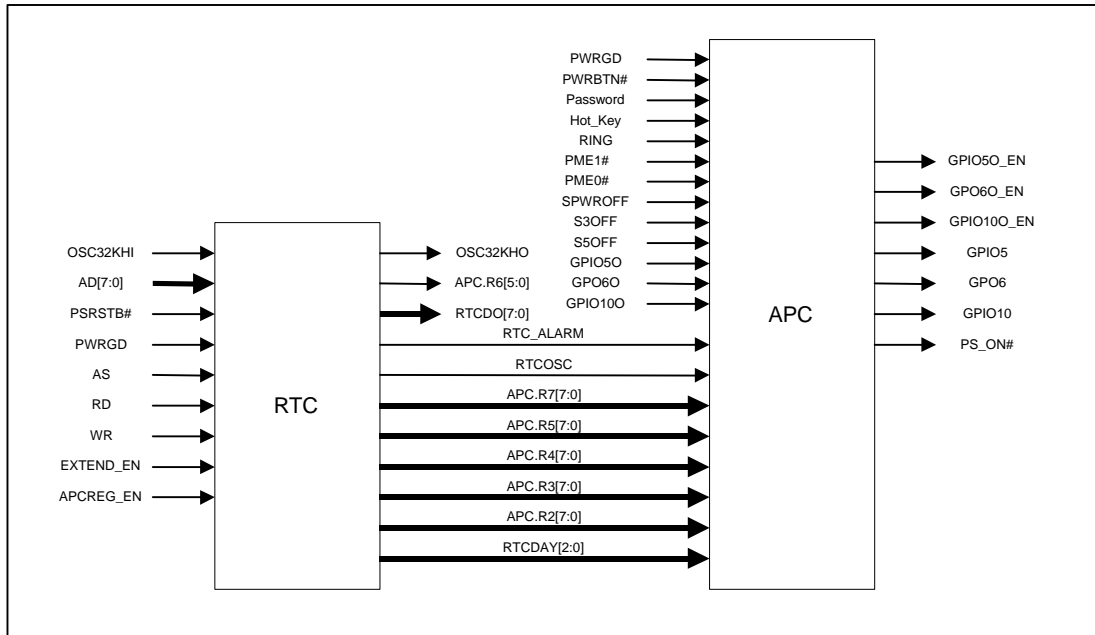 PWRGD
PWRBTN#
Password
Hot_Key
RING
PME1#
PME0#
SPWROFF
S3OFF
S5OFF
GPIO5O
GPO6O
GPIO10O
APC
GPIO5O_EN
GPO6O_EN
GPIO10O_EN
GPIO5
GPO6
GPIO10
PS_ON#
OSC32KHI
AD[7:0]
PSRSTB#
PWRGD
AS
RD
WR
EXTEND_EN
APCREG_EN
RTC
OSC32KHO
APC.R6[5:0]
RTCDO[7:0]
RTC_ALARM
RTCOSC
APC.R7[7:0]
APC.R5[7:0]
APC.R4[7:0]
APC.R3[7:0]
APC.R2[7:0]
RTCDAY[2:0]